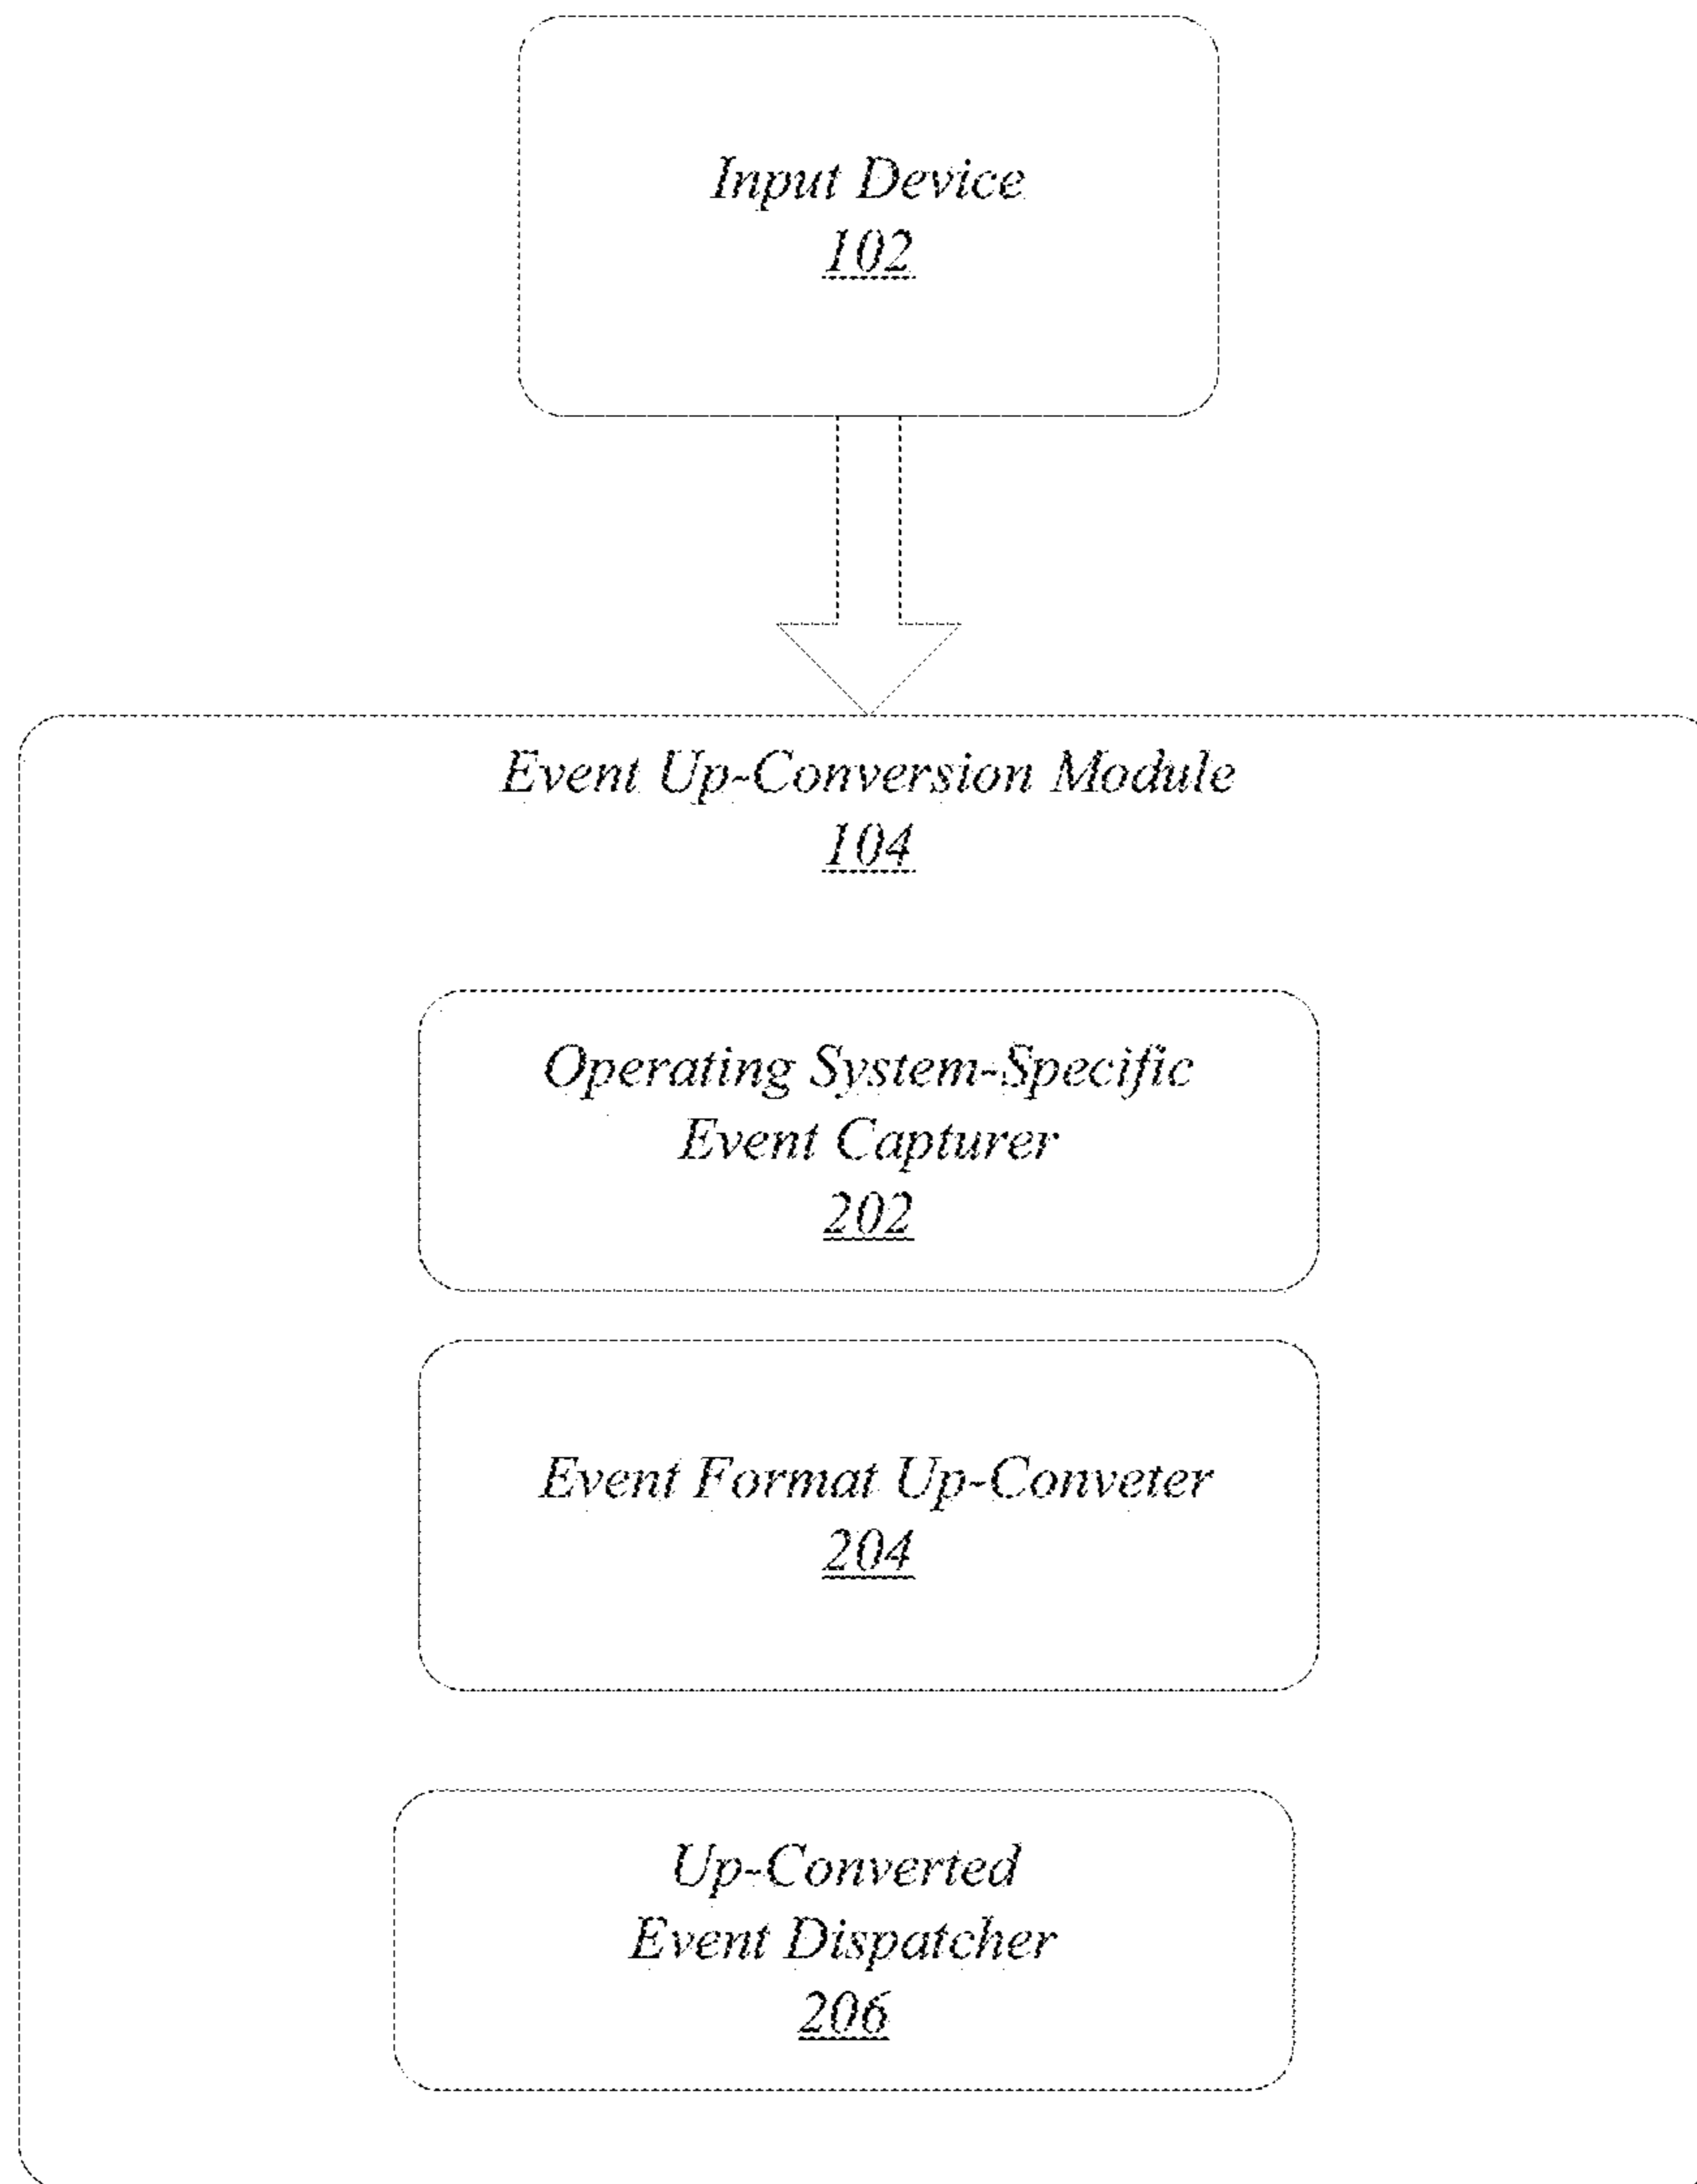 Input Device
102
Event Up-Conversion Module
104
Operating System-Specific
Event Capturer
202
Event Format Up-Conveter
204
Up-Converted
Event Dispatcher
206